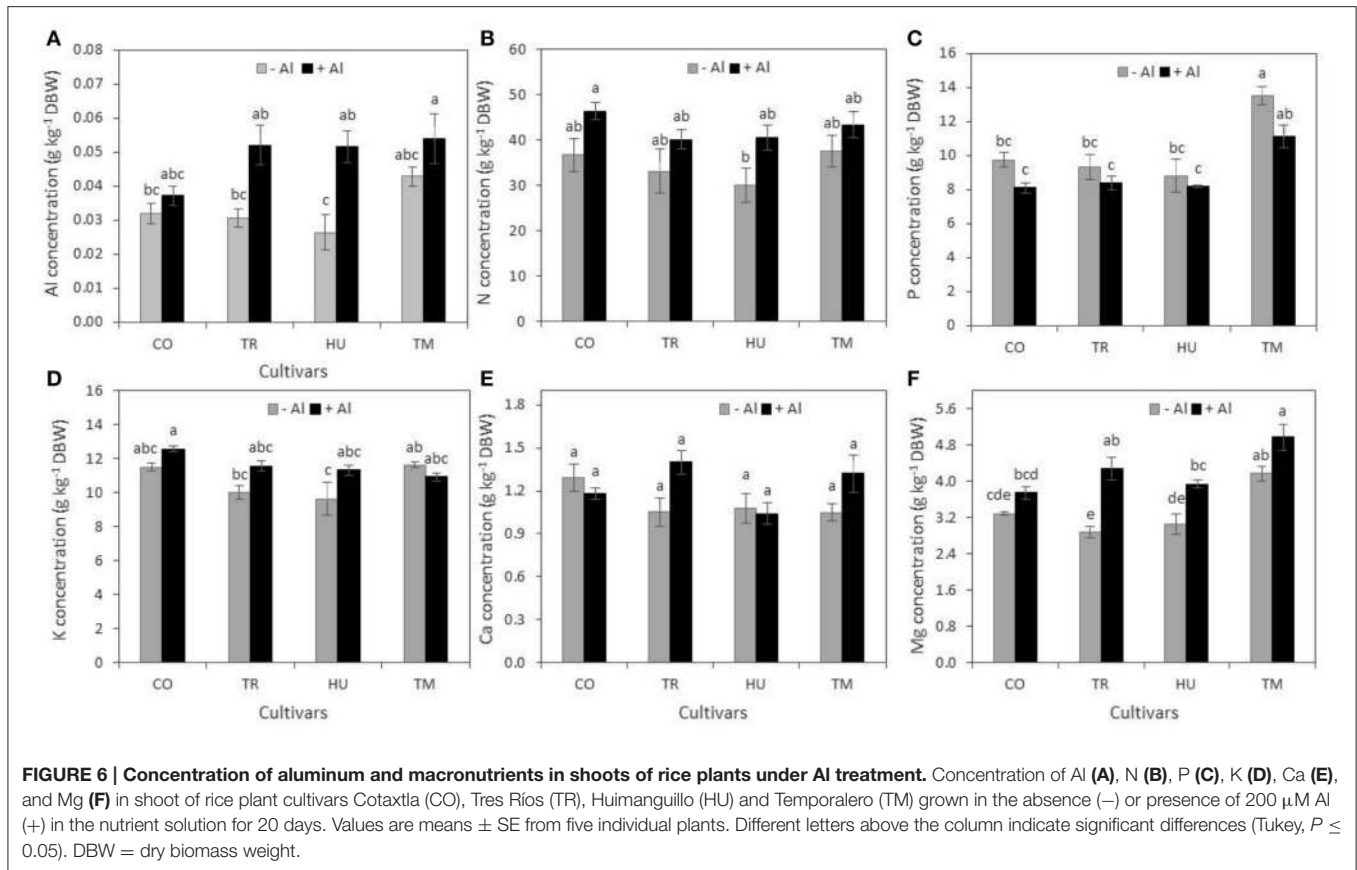 A
B
C
0.08
0.07
0.06
0.05
0.04
0.03
0.02
0.01
0.00
Al concentration (g kg⁻¹ DBW)
- Al + Al
bc abc
bc ab
c ab
abc a
CO TR HU TM
Cultivars
60
50
40
30
20
10
0
N concentration (g kg⁻¹ DBW)
- Al + Al
ab a
ab ab
b ab
ab ab
CO TR HU TM
16
14
12
10
8
6
4
2
0
P concentration (g kg⁻¹ DBW)
- Al + Al
bc c
bc c
bc c
a ab
CO TR HU TM
D
E
F
16
14
12
10
8
6
4
2
0
K concentration (g kg⁻¹ DBW)
- Al + Al
abc a
bc abc
c abc
ab abc
CO TR HU TM
Cultivars
1.8
1.5
1.2
0.9
0.6
0.3
0.0
Ca concentration (g kg⁻¹ DBW)
- Al + Al
a a
a a
a a
a a
CO TR HU TM
Cultivars
5.6
4.8
4.0
3.2
2.4
1.6
0.8
0.0
Mg concentration (g kg⁻¹ DBW)
- Al + Al
cde bcd
e ab
de bc
ab a
CO TR HU TM
Cultivars
FIGURE 6 | Concentration of aluminum and macronutrients in shoots of rice plants under Al treatment. Concentration of Al (A), N (B), P (C), K (D), Ca (E),
and Mg (F) in shoot of rice plant cultivars Cotaxtla (CO), Tres Ríos (TR), Huimanguillo (HU) and Temporalero (TM) grown in the absence (−) or presence of 200 μM Al
(+) in the nutrient solution for 20 days. Values are means ± SE from five individual plants. Different letters above the column indicate significant differences (Tukey, P ≤
0.05). DBW = dry biomass weight.